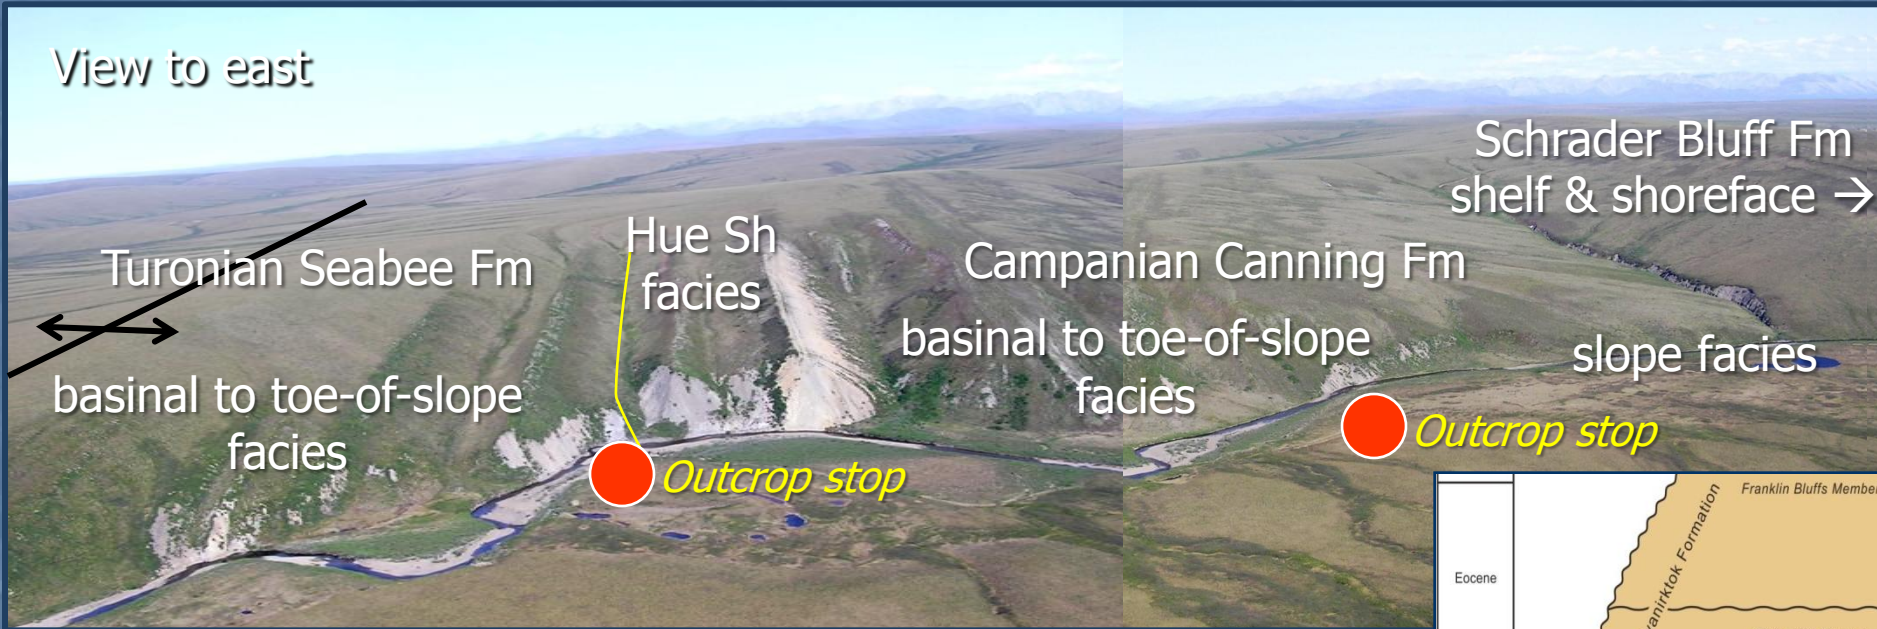 View to east
Schrader Bluff Fm
shelf & shoreface →
Turonian Seabee Fm
Hue Sh
facies
Campanian Canning Fm
basinal to toe-of-slope
facies
slope facies
basinal to toe-of-slope
facies
Outcrop stop
Outcrop stop
Franklin Bluffs Member
Formation
Eocene